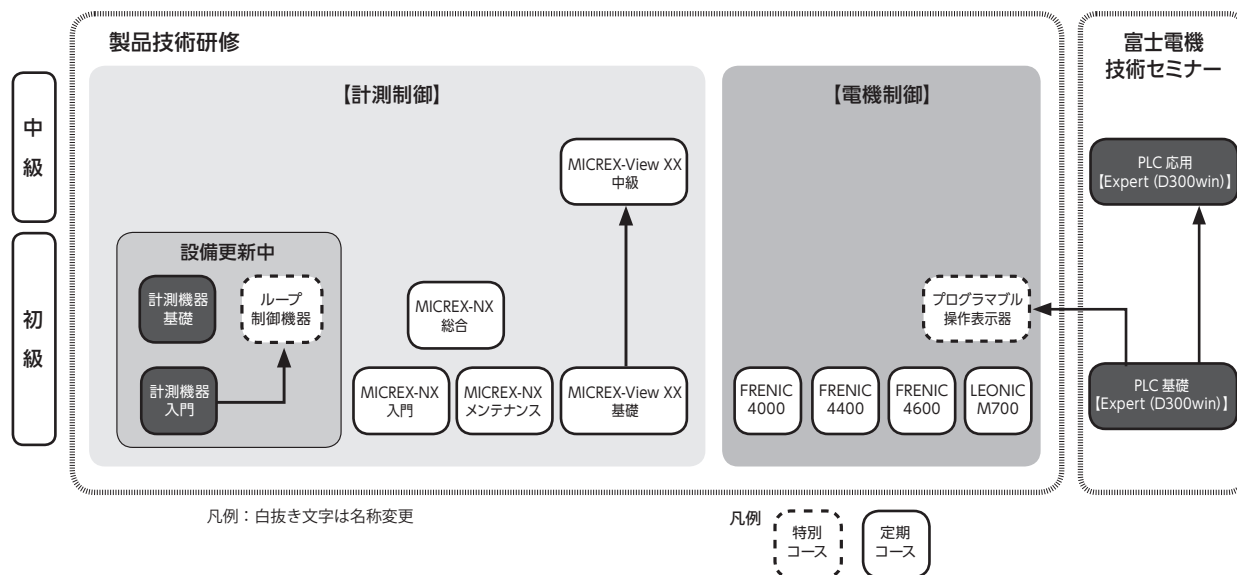 製品技術研修
富士電機
技術セミナー
【計測制御】
【電機制御】
中
級
MICREX-View XX
中級
PLC 応用
【Expert (D300win)】
初
級
設備更新中
計測機器
基礎
ループ
制御機器
MICREX-NX
総合
プログラマブル
操作表示器
計測機器
入門
MICREX-NX
入門
MICREX-NX
メンテナンス
MICREX-View XX
基礎
FRENIC
4000
FRENIC
4400
FRENIC
4600
LEONIC
M700
PLC 基礎
【Expert (D300win)】
凡例：白抜き文字は名称変更
凡例
特別
コース
定期
コース